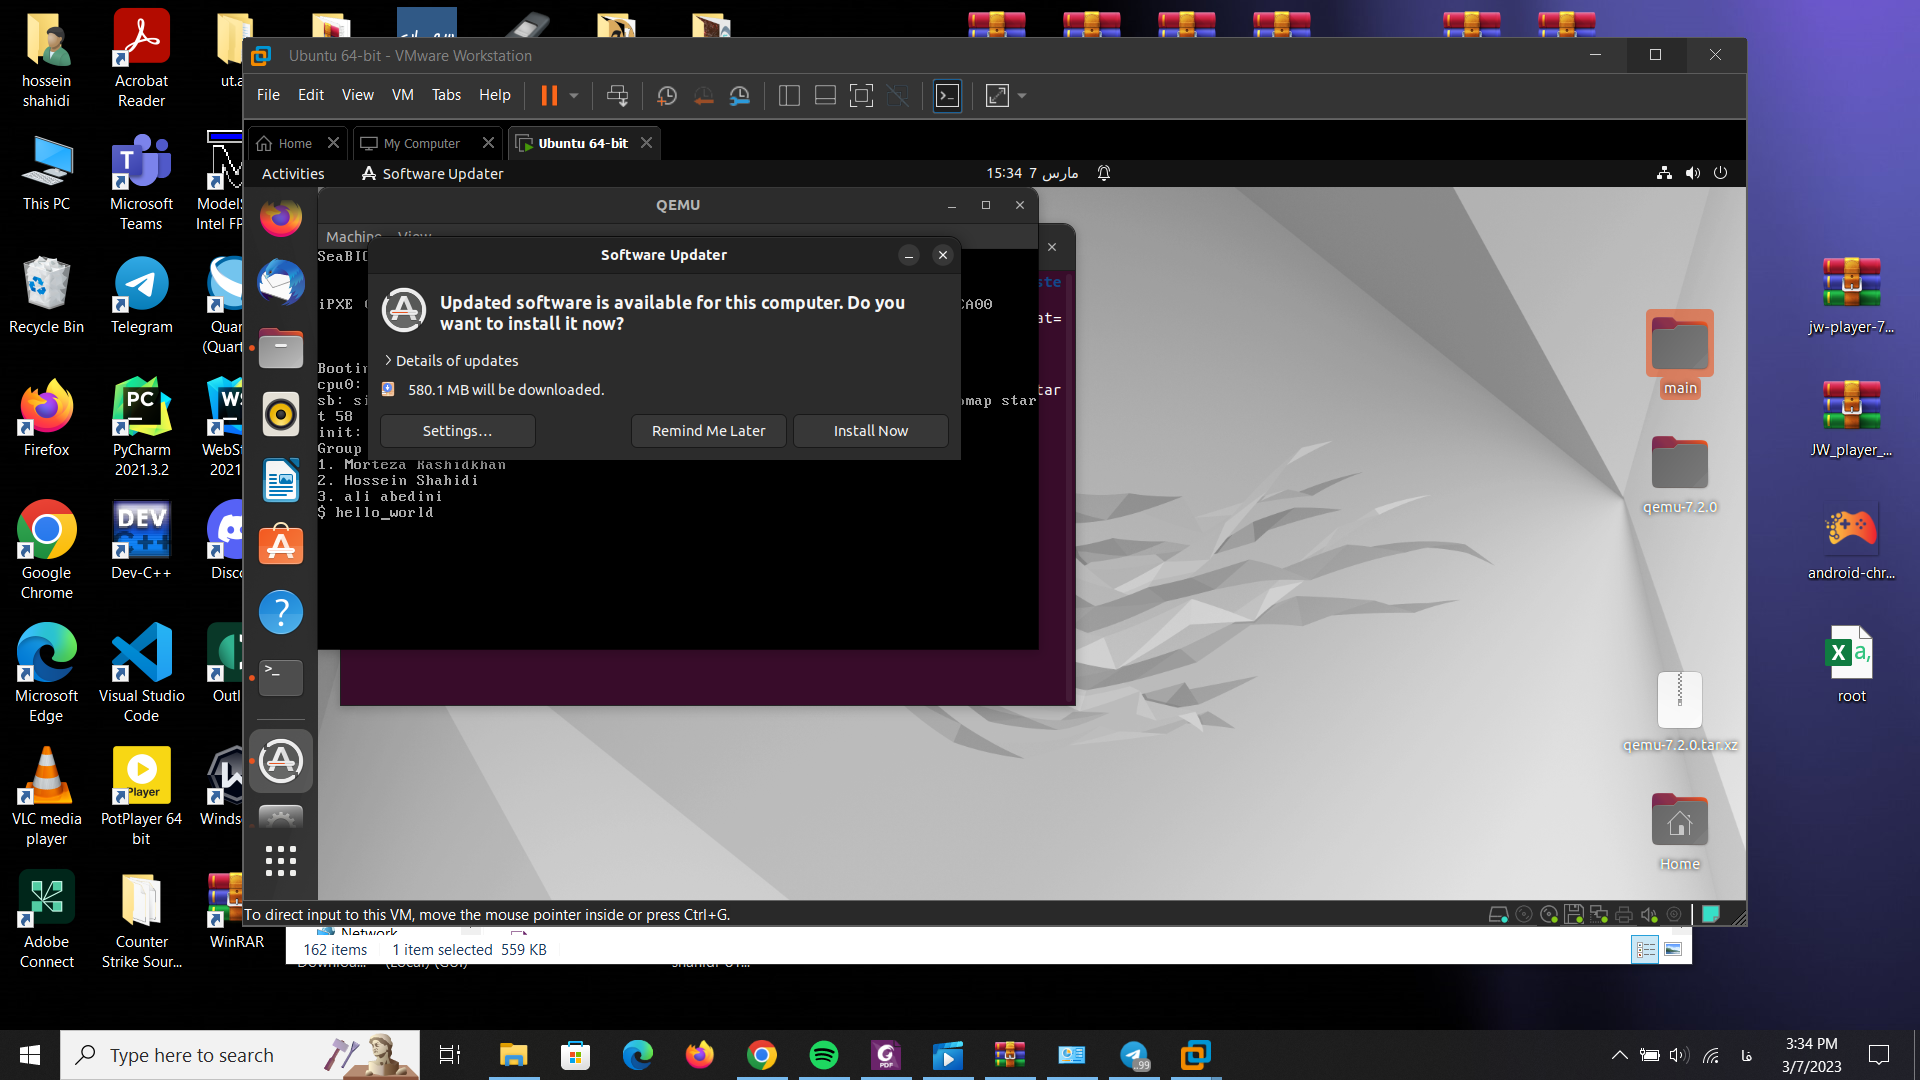 hossein
shahidi
Acrobat
Reader
ut.a
This PC
Microsoft
Teams
ModelS
Intel FP
Recycle Bin
Telegram
Quar
(Quart
Firefox
PyCharm
2021.3.2
WebSt
2021
Google
Chrome
Dev-C++
Disco
Microsoft
Edge
Visual Studio
Code
Outl
VLC media
player
PotPlayer 64
bit
Winds
Adobe
Connect
Counter
Strike Sour...
WinRAR
Ubuntu 64-bit - VMware Workstation
File Edit View VM Tabs Help
Home
My Computer
Ubuntu 64-bit
Activities
Software Updater
15:34 7 مارس
QEMU
Machine View
SeaBIO
iPXE (
CA00
Bootin
cpu0:
sb: si
omap star
t 58
init:
Group
1. Morteza Rashidkhan
2. Hossein Shahidi
3. ali abedini
$ hello_world
ste
at=
tar
Software Updater
Updated software is available for this computer. Do you
want to install it now?
Details of updates
580.1 MB will be downloaded.
Settings…
Remind Me Later
Install Now
main
qemu-7.2.0
qemu-7.2.0.tar.xz
Home
jw-player-7...
JW_player_...
android-chr...
root
To direct input to this VM, move the mouse pointer inside or press Ctrl+G.
Network
162 items 1 item selected 559 KB
Type here to search
99
فا
3:34 PM
3/7/2023